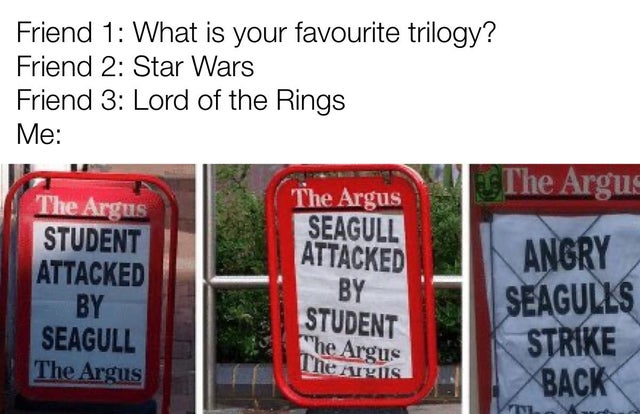 Friend 1: What is your favourite trilogy?
Friend 2: Star Wars
Friend 3: Lord of the Rings
Me:
The Argus
STUDENT
ATTACKED
BY
SEAGULL
The Argus
The Argus
SEAGULL
ATTACKED
BY
STUDENT
The Argus
The Argus
The Argus
ANGRY
SEAGULLS
STRIKE
BACK